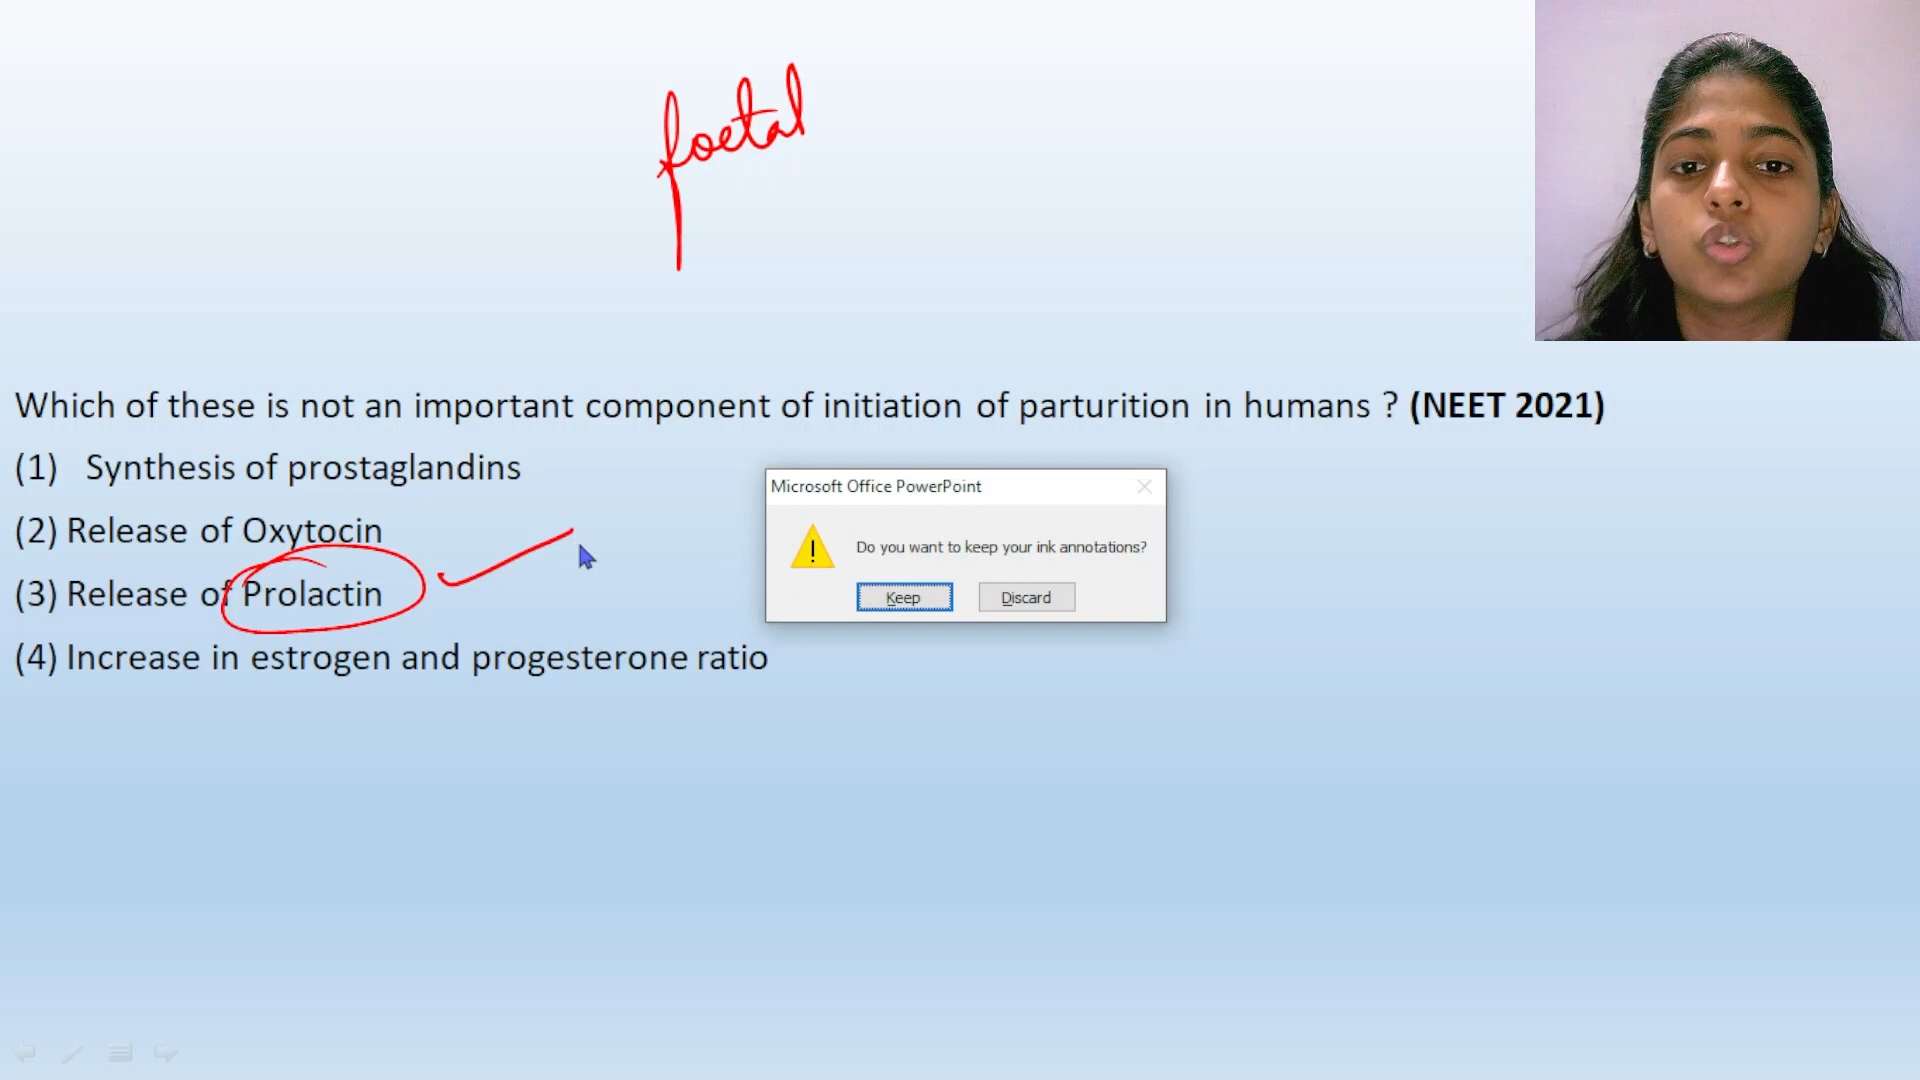 foetal
Which of these is not an important component of initiation of parturition in humans ? (NEET 2021)
(1) Synthesis of prostaglandins
(2) Release of Oxytocin
(3) Release of Prolactin
(4) Increase in estrogen and progesterone ratio
Microsoft Office PowerPoint
Do you want to keep your ink annotations?
Keep Discard